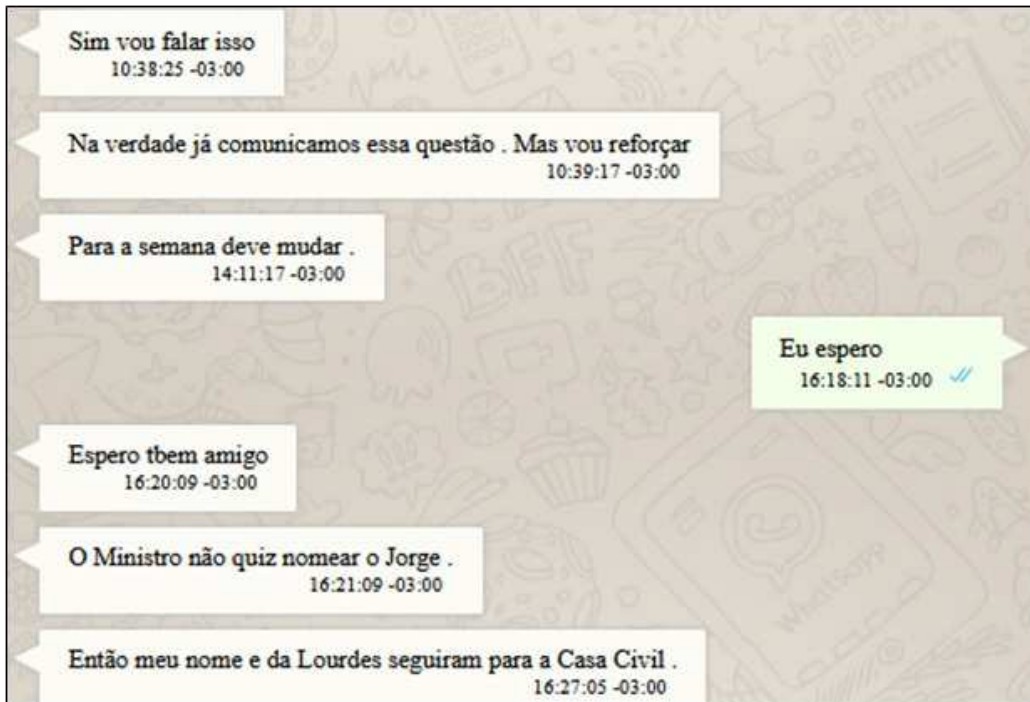 Sim vou falar isso
10:38:25 -03:00
Na verdade já comunicamos essa questão . Mas vou reforçar
10:39:17 -03:00
Para a semana deve mudar .
14:11:17 -03:00
Eu espero
16:18:11 -03:00
Espero tbem amigo
16:20:09 -03:00
O Ministro não quiz nomear o Jorge .
16:21:09 -03:00
Então meu nome e da Lourdes seguiram para a Casa Civil .
16:27:05 -03:00
BFF
WhatsApp